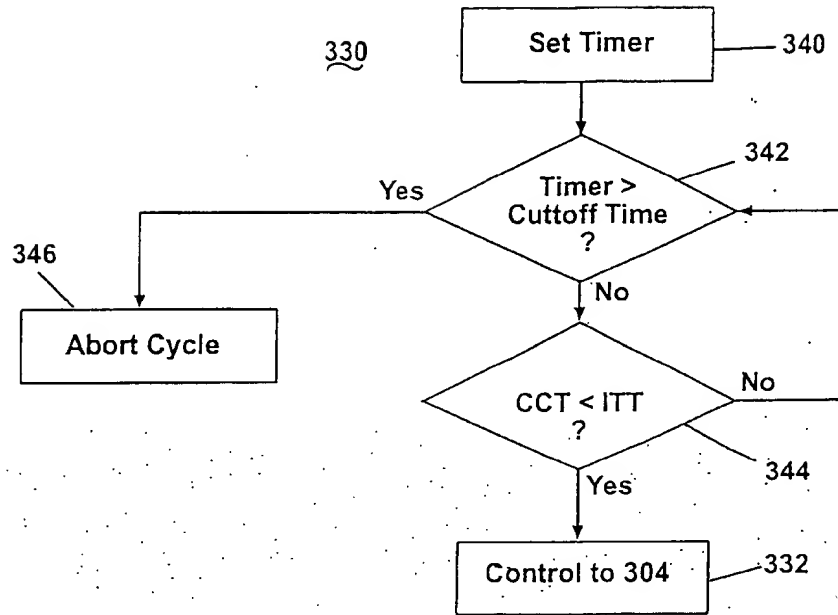 330
Set Timer
340
342
Yes
Timer >
Cuttoff Time
?
346
No
Abort Cycle
CCT < ITT
?
No
344
Yes
Control to 304
332